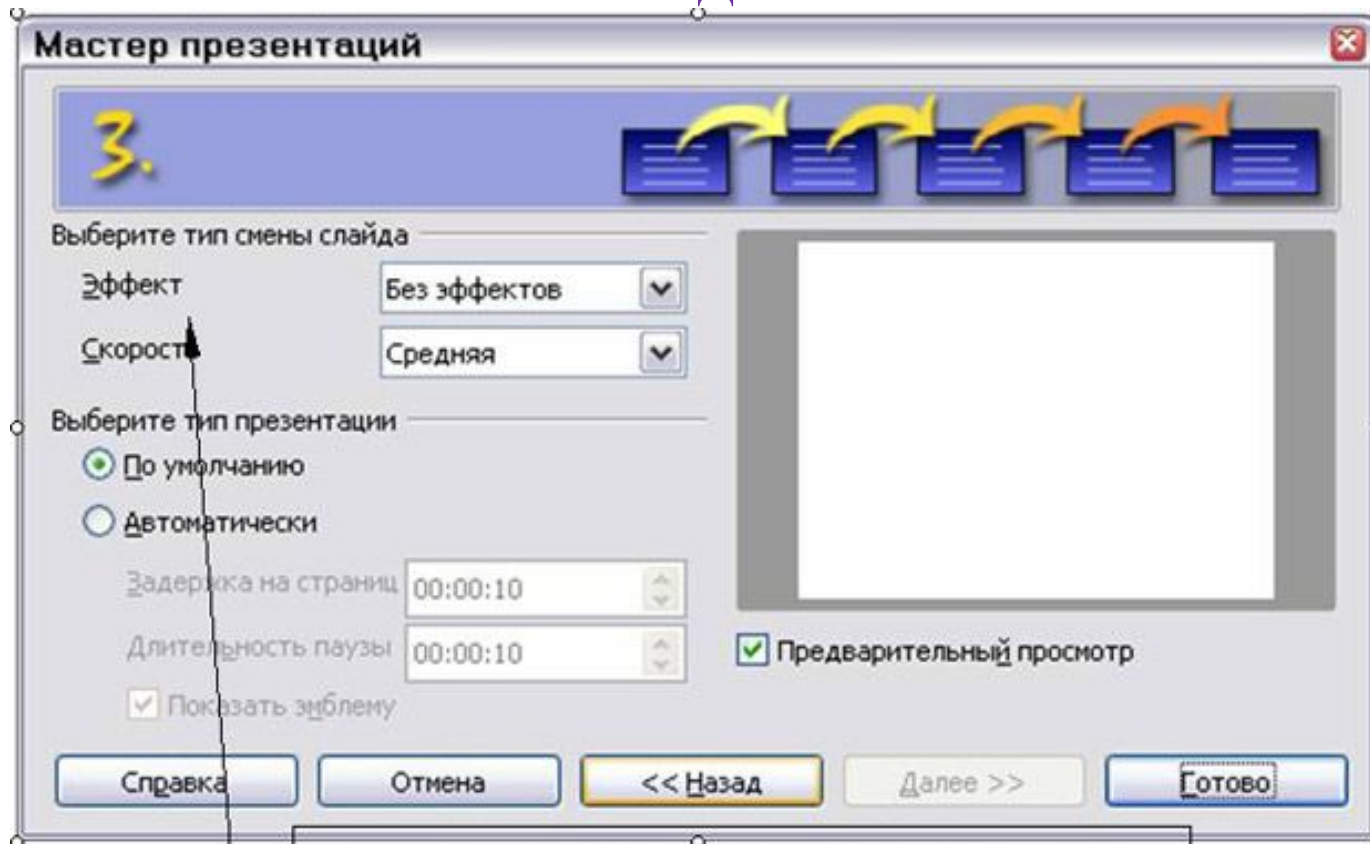 Мастер презентаций
3.
Выберите тип смены слайда
Эффект
Без эффектов
Скорост
Средняя
Выберите тип презентации
По умолчанию
Автоматически
Задержка на страниц
00:00:10
Длительность паузы
00:00:10
Показать эмблему
Предварительный просмотр
Справка
Отмена
<< Назад
Далее >>
Готово